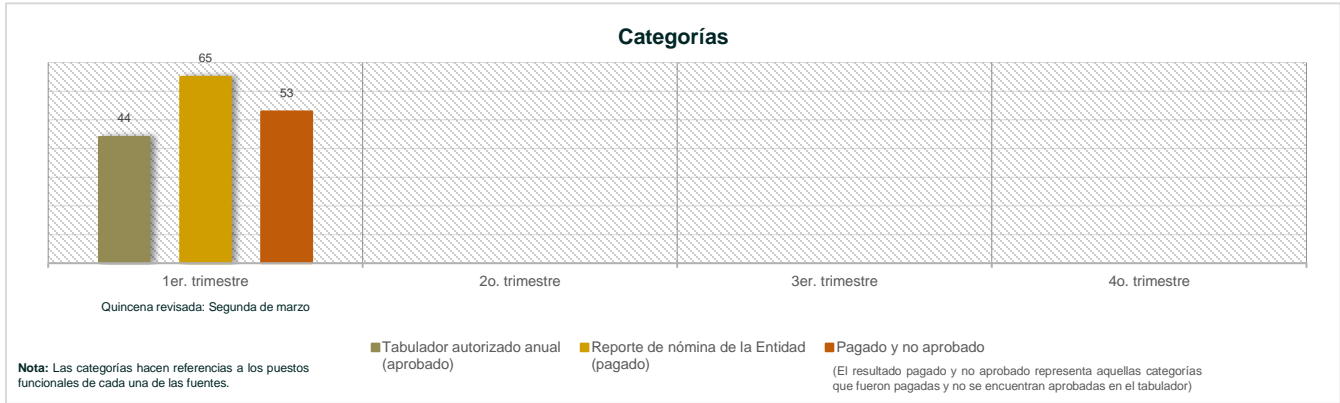 Categorías
65
53
44
1er. trimestre
2o. trimestre
3er. trimestre
4o. trimestre
Quincena revisada: Segunda de marzo
Tabulador autorizado anual
(aprobado)
Reporte de nómina de la Entidad
(pagado)
Pagado y no aprobado
(El resultado pagado y no aprobado representa aquellas categorías
que fueron pagadas y no se encuentran aprobadas en el tabulador)
Nota: Las categorías hacen referencias a los puestos
funcionales de cada una de las fuentes.